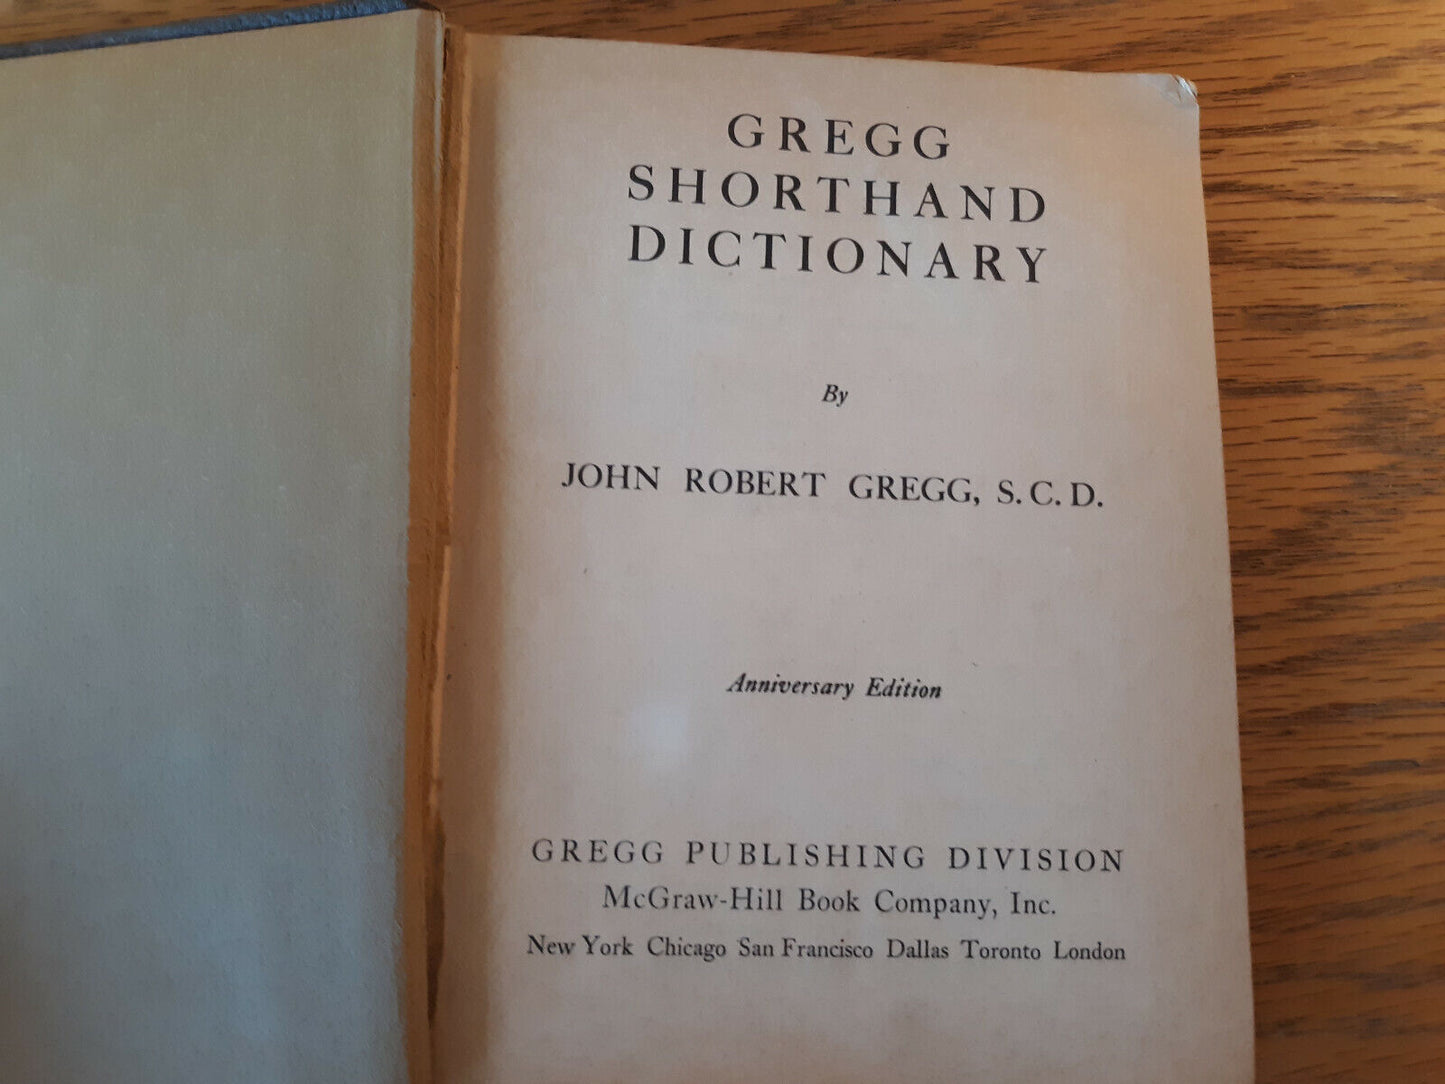 GREGG
SHORTHAND
DICTIONARY
By
JOHN ROBERT GREGG, S.C.D.
Anniversary Edition
GREGG PUBLISHING DIVISION
McGraw-Hill Book Company, Inc.
New York Chicago San Francisco Dallas Toronto London